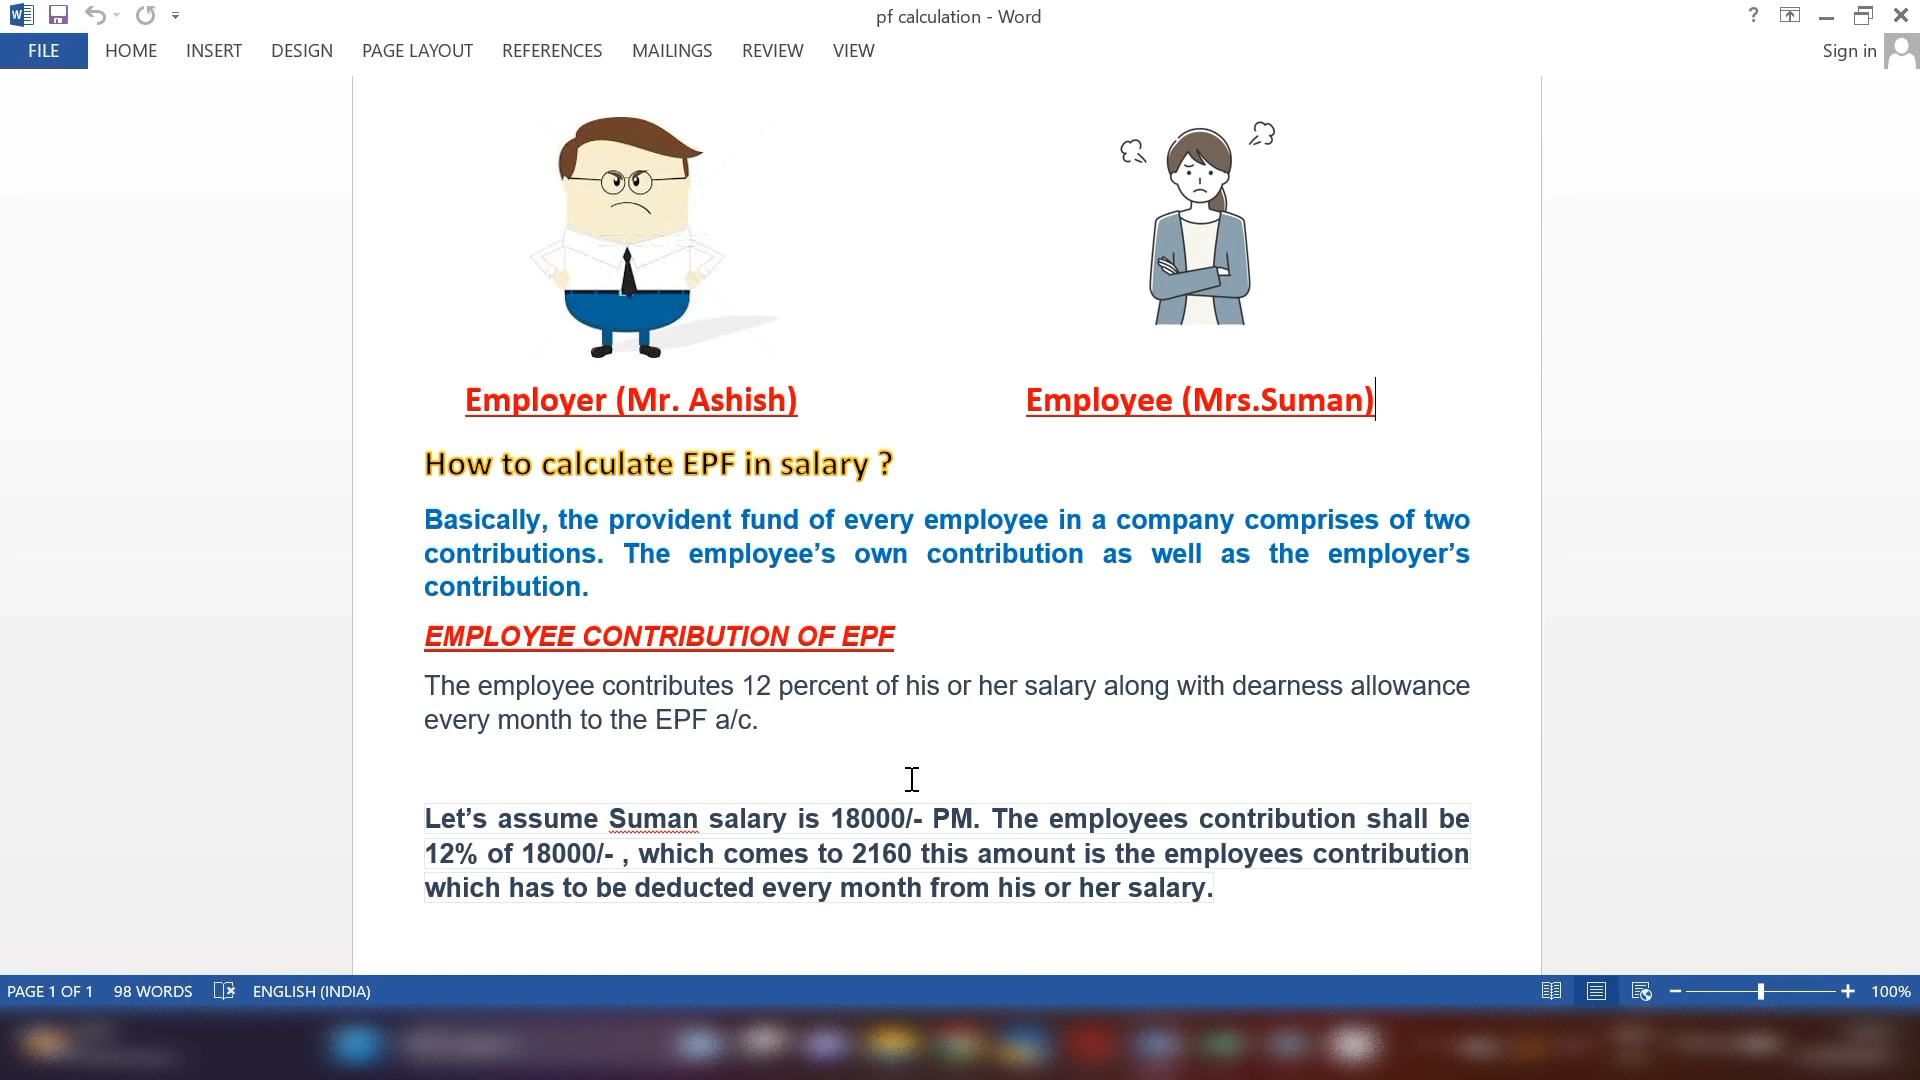 pf calculation - Word
?
FILE HOME INSERT DESIGN PAGE LAYOUT REFERENCES MAILINGS REVIEW VIEW Sign in
Employer (Mr. Ashish) Employee (Mrs.Suman)
How to calculate EPF in salary ?
Basically, the provident fund of every employee in a company comprises of two
contributions. The employee’s own contribution as well as the employer’s
contribution.
EMPLOYEE CONTRIBUTION OF EPF
The employee contributes 12 percent of his or her salary along with dearness allowance
every month to the EPF a/c.
Let’s assume Suman salary is 18000/- PM. The employees contribution shall be
12% of 18000/- , which comes to 2160 this amount is the employees contribution
which has to be deducted every month from his or her salary.
PAGE 1 OF 1 98 WORDS ENGLISH (INDIA) 100%